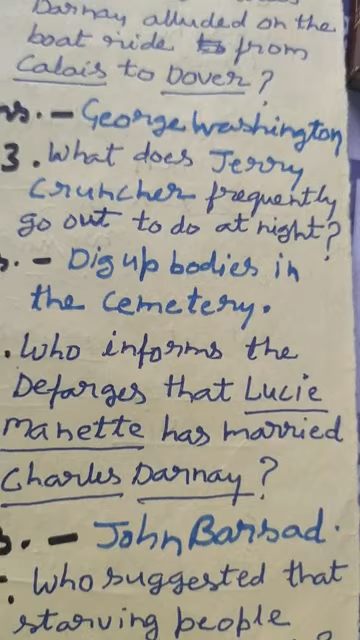 Darnay alluded on the
boat ride from
Calais to Dover?
ns. - George Washington
3. What does Jerry
Cruncher frequently
go out to do at night?
s. - Dig up bodies in
the cemetery.
. Who informs the
Defarges that Lucie
Manette has married
Charles Darnay?
s. - John Barsad.
. Who suggested that
starving people